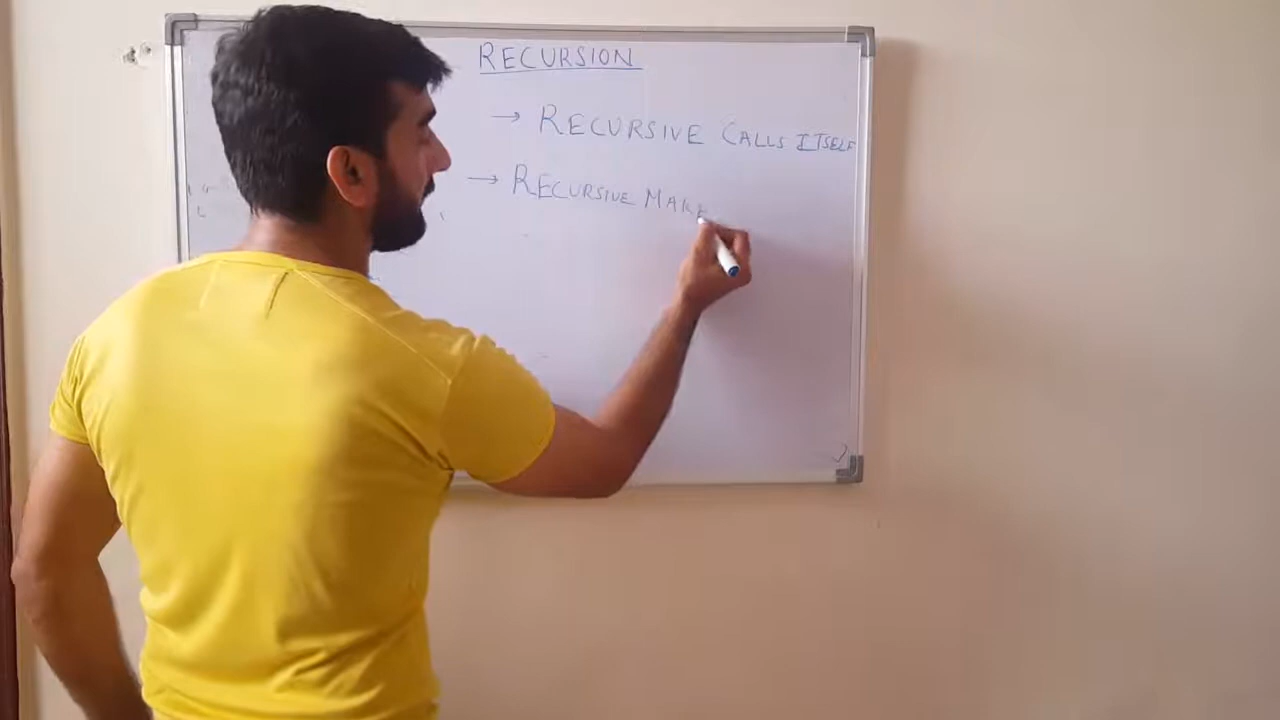 RECURSION
→ RECURSIVE CALLS ITSELF
→ RECURSIVE MAKE